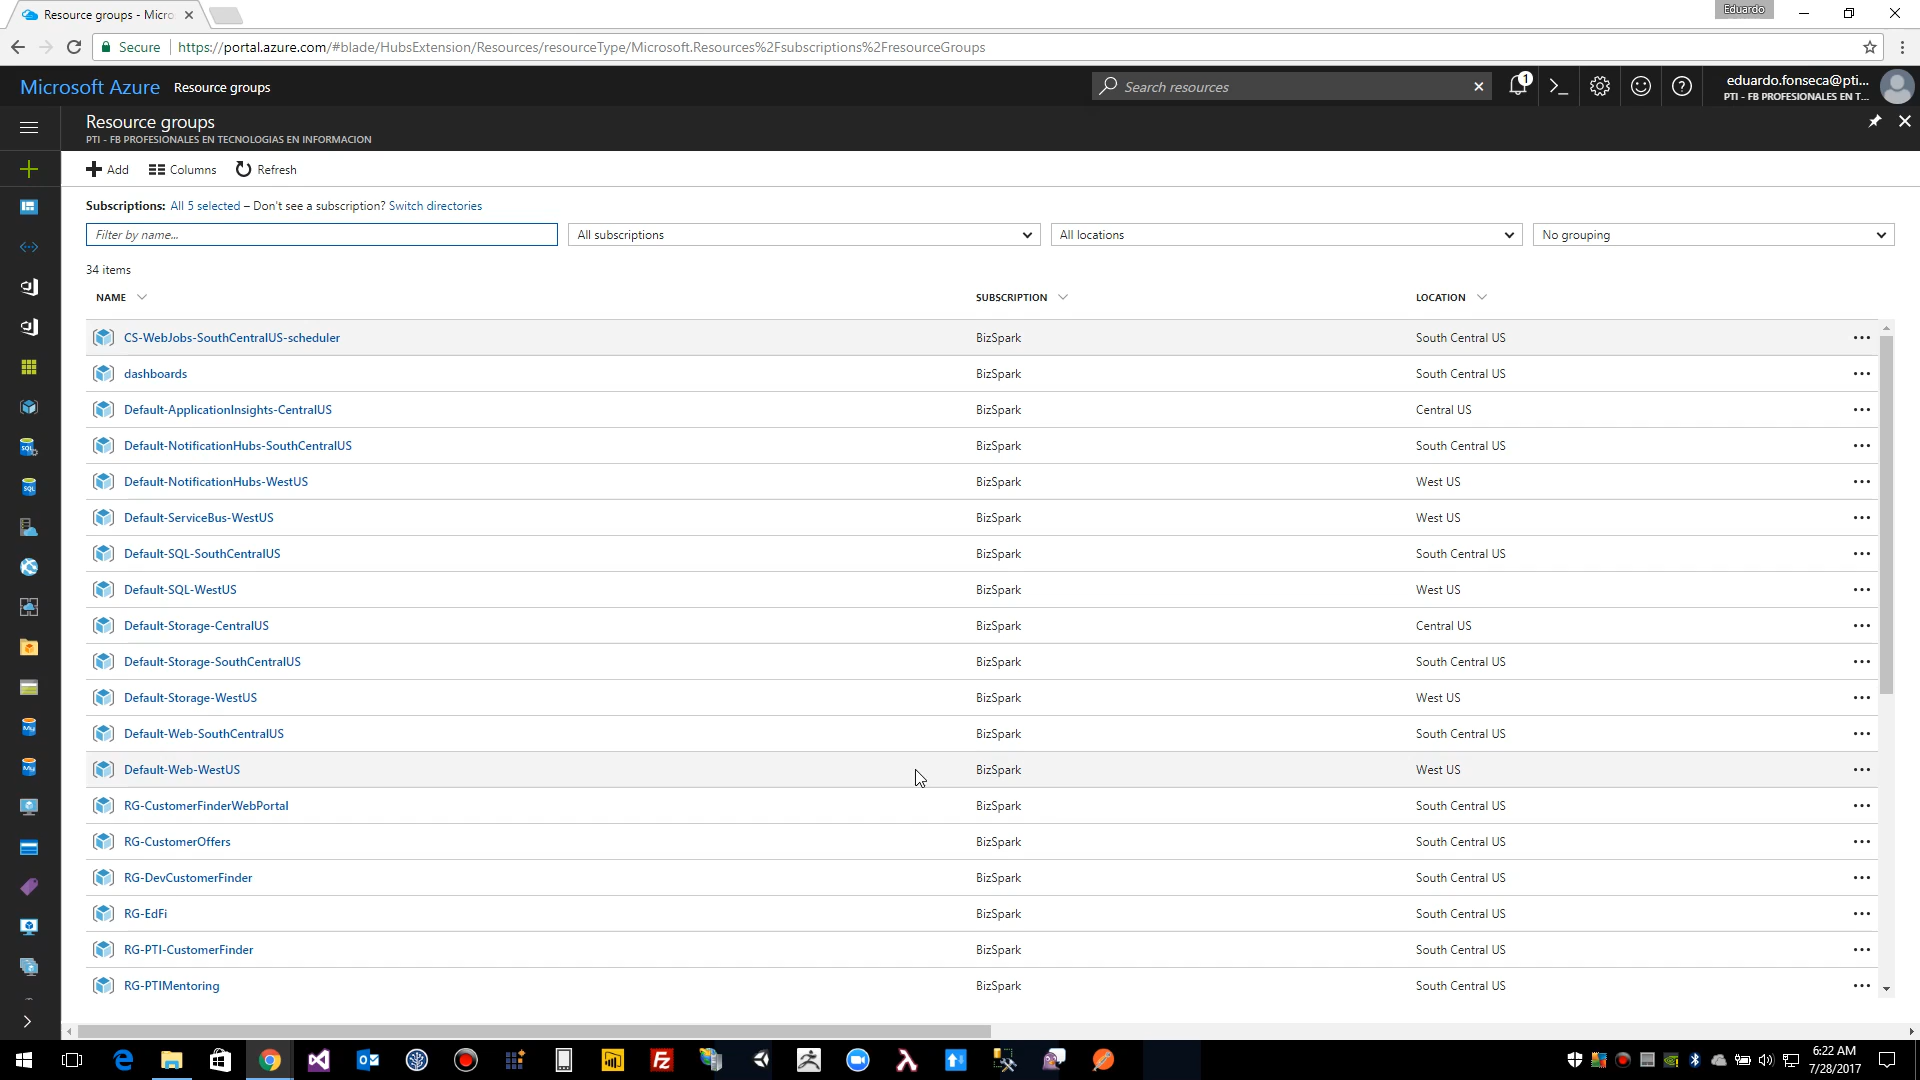 Resource groups - Micro
Eduardo
Secure
https://portal.azure.com/#blade/HubsExtension/Resources/resourceType/Microsoft.Resources%2Fsubscriptions%2FresourceGroups
Microsoft Azure Resource groups
Search resources
1
eduardo.fonseca@pti...
PTI - FB PROFESIONALES EN T...
Resource groups
PTI - FB PROFESIONALES EN TECNOLOGIAS EN INFORMACION
Add Columns Refresh
Subscriptions: All 5 selected – Don't see a subscription? Switch directories
Filter by name... All subscriptions All locations No grouping
34 items
NAME SUBSCRIPTION LOCATION
CS-WebJobs-SouthCentralUS-scheduler BizSpark South Central US
dashboards BizSpark South Central US
Default-ApplicationInsights-CentralUS BizSpark Central US
Default-NotificationHubs-SouthCentralUS BizSpark South Central US
Default-NotificationHubs-WestUS BizSpark West US
Default-ServiceBus-WestUS BizSpark West US
Default-SQL-SouthCentralUS BizSpark South Central US
Default-SQL-WestUS BizSpark West US
Default-Storage-CentralUS BizSpark Central US
Default-Storage-SouthCentralUS BizSpark South Central US
Default-Storage-WestUS BizSpark West US
Default-Web-SouthCentralUS BizSpark South Central US
Default-Web-WestUS BizSpark West US
RG-CustomerFinderWebPortal BizSpark South Central US
RG-CustomerOffers BizSpark South Central US
RG-DevCustomerFinder BizSpark South Central US
RG-EdFi BizSpark South Central US
RG-PTI-CustomerFinder BizSpark South Central US
RG-PTIMentoring BizSpark South Central US
6:22 AM
7/28/2017